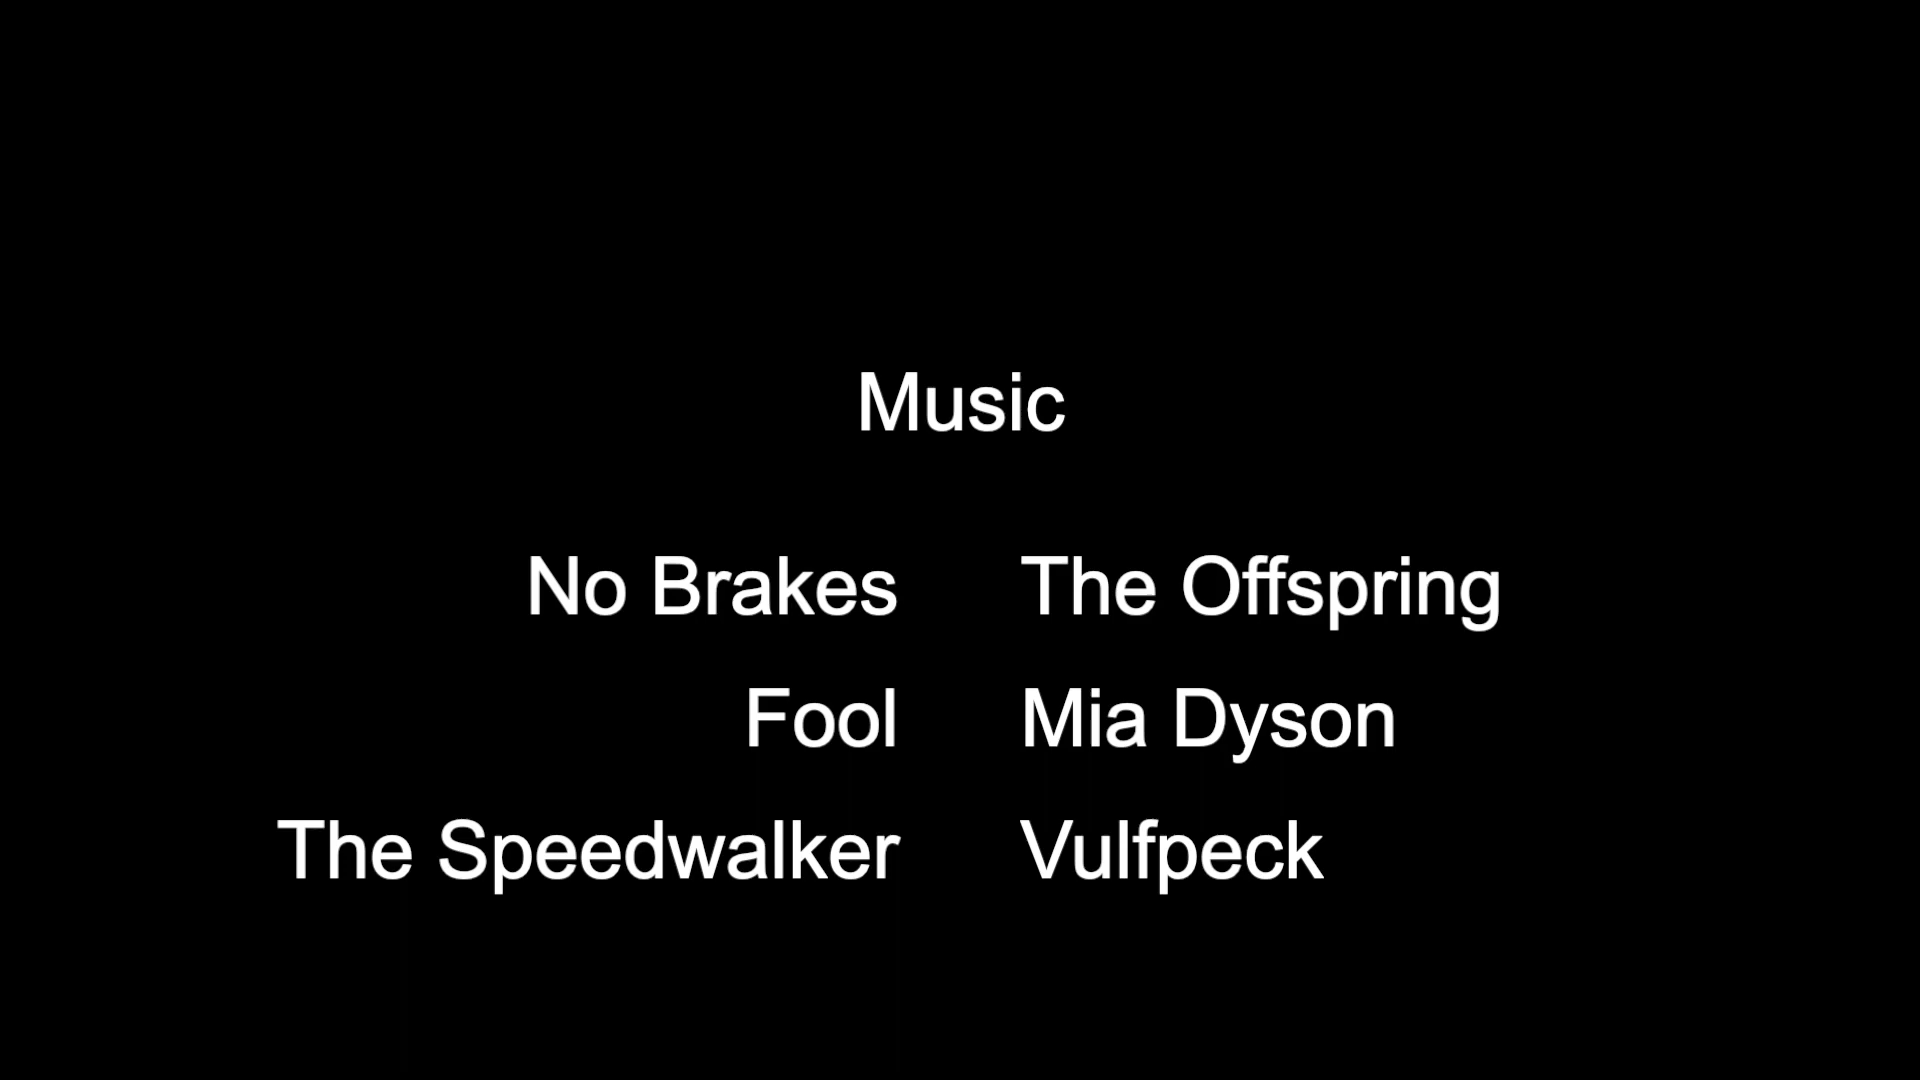 Music
No Brakes The Offspring
Fool Mia Dyson
The Speedwalker Vulfpeck